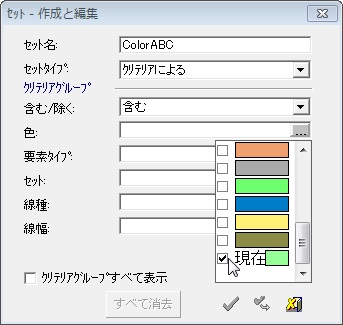 ｾｯﾄ - 作成と編集
ｾｯﾄ名:
ColorABC
ｾｯﾄﾀｲﾌﾟ:
ｸﾘﾃﾘｱによる
ｸﾘﾃﾘｱｸﾞﾙｰﾌﾟ
含む/除く:
含む
色:
...
要素ﾀｲﾌﾟ:
ｾｯﾄ:
線種:
線幅:
現在
ｸﾘﾃﾘｱｸﾞﾙｰﾌﾟすべて表示
すべて消去